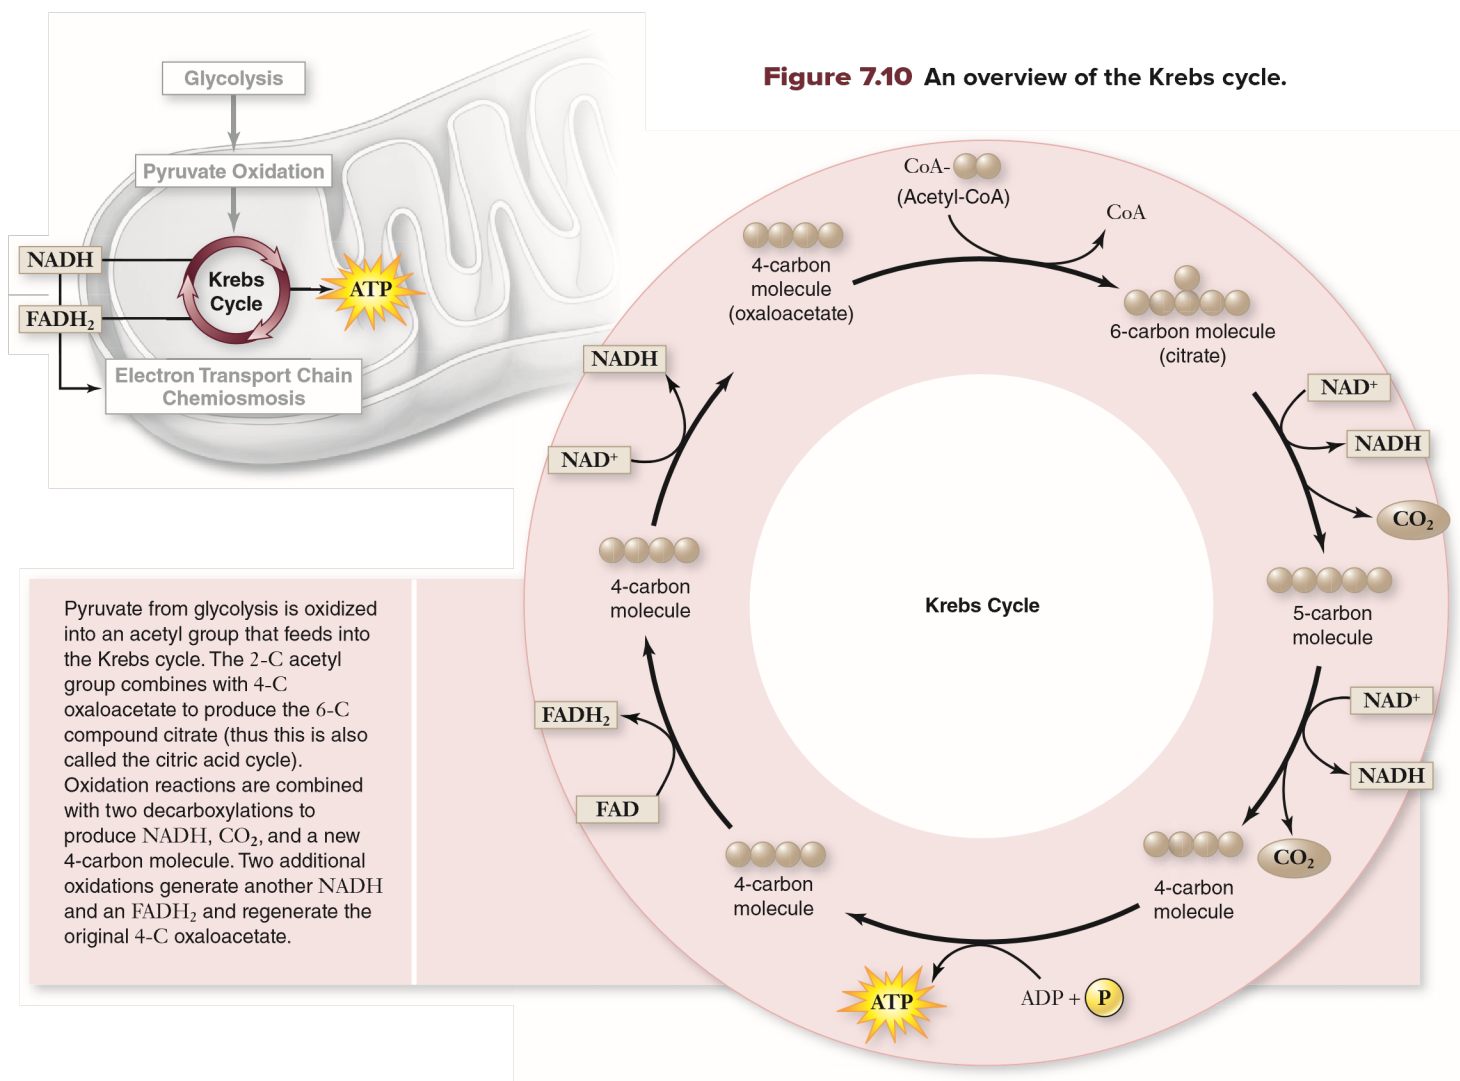 Figure 7.10 An overview of the Krebs cycle.
Glycolysis
Pyruvate Oxidation
NADH
FADH₂
Krebs
Cycle
ATP
Electron Transport Chain
Chemiosmosis
CoA-
(Acetyl-CoA)
CoA
4-carbon
molecule
(oxaloacetate)
6-carbon molecule
(citrate)
NAD⁺
NADH
CO₂
5-carbon
molecule
NAD⁺
NADH
CO₂
4-carbon
molecule
ADP + P
ATP
4-carbon
molecule
FAD
FADH₂
4-carbon
molecule
NAD⁺
NADH
Krebs Cycle
Pyruvate from glycolysis is oxidized
into an acetyl group that feeds into
the Krebs cycle. The 2-C acetyl
group combines with 4-C
oxaloacetate to produce the 6-C
compound citrate (thus this is also
called the citric acid cycle).
Oxidation reactions are combined
with two decarboxylations to
produce NADH, CO₂, and a new
4-carbon molecule. Two additional
oxidations generate another NADH
and an FADH₂ and regenerate the
original 4-C oxaloacetate.